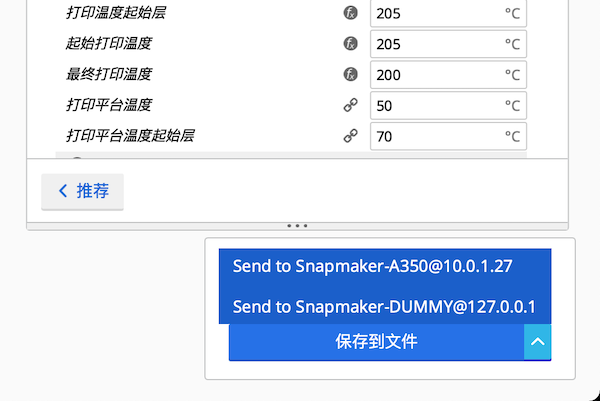 打印温度起始层 205 °C
起始打印温度 205 °C
最终打印温度 200 °C
打印平台温度 50 °C
打印平台温度起始层 70 °C
推荐
Send to Snapmaker-A350@10.0.1.27
Send to Snapmaker-DUMMY@127.0.0.1
保存到文件